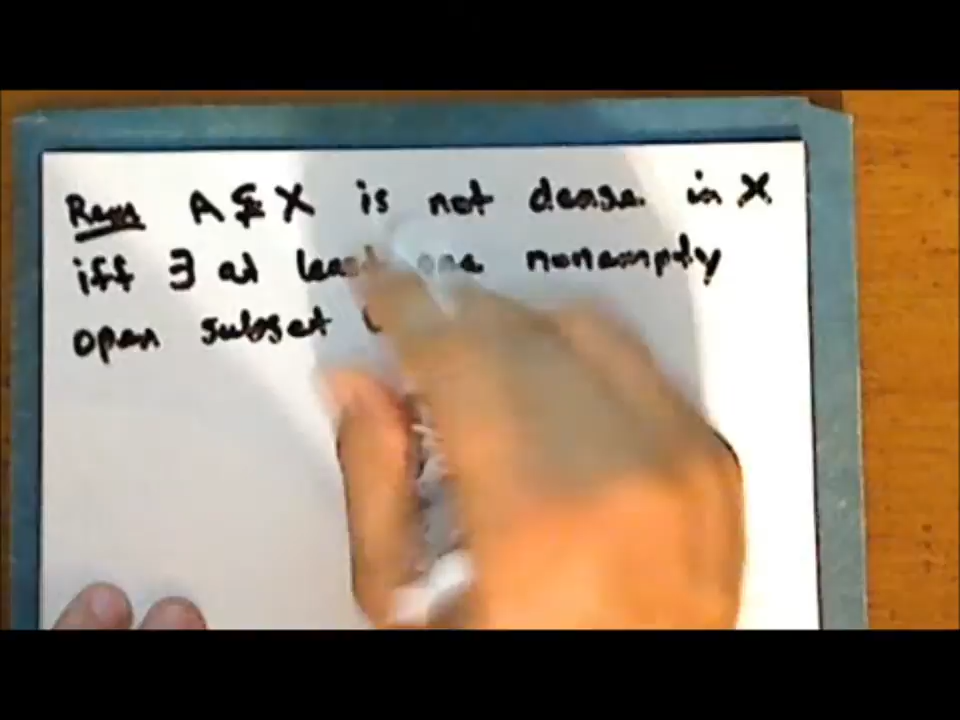 Rem A ⊊ X is not dense in X
iff ∃ at least one nonempty
open subset